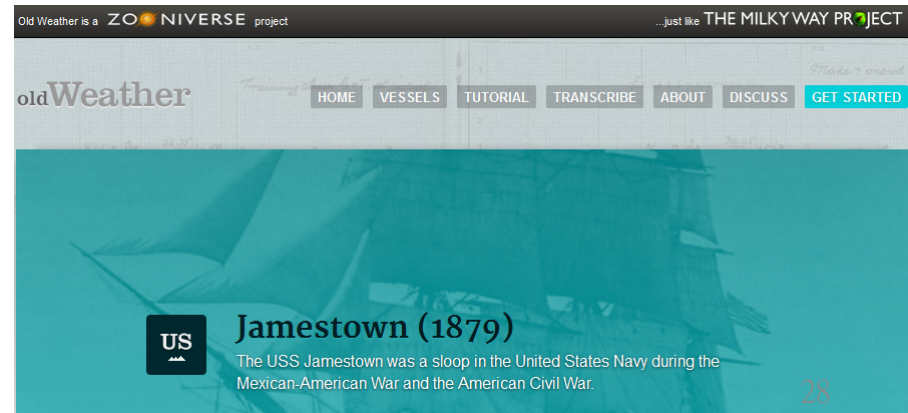 Old Weather is a ZOONIVERSE project
...just like THE MILKY WAY PROJECT
oldWeather
HOME VESSELS TUTORIAL TRANSCRIBE ABOUT DISCUSS GET STARTED
US
Jamestown (1879)
The USS Jamestown was a sloop in the United States Navy during the
Mexican-American War and the American Civil War.
28